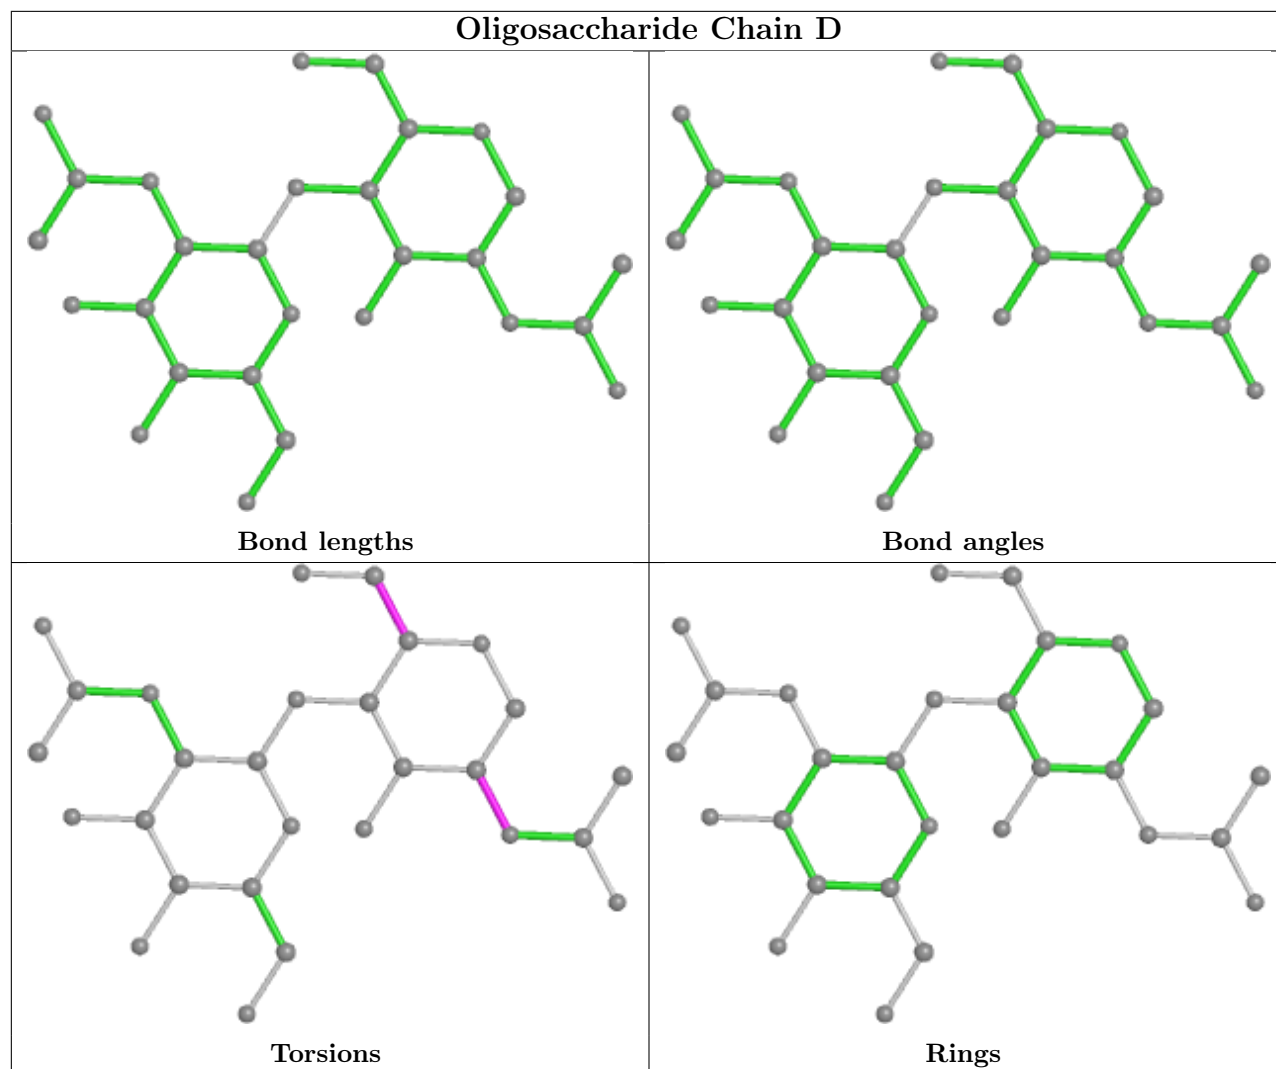 Oligosaccharide Chain D
Bond lengths
Bond angles
Torsions
Rings